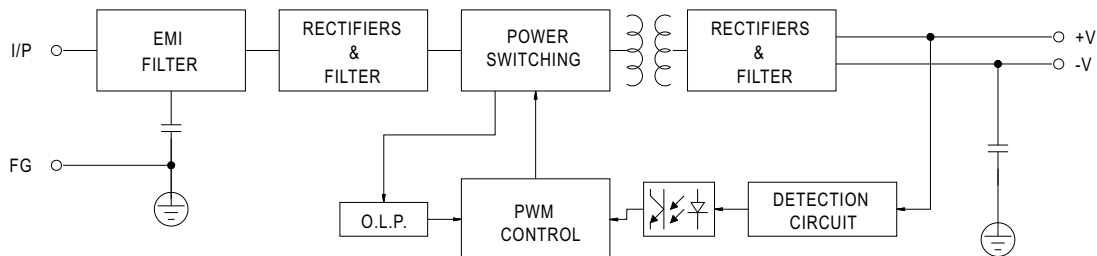 I/P
EMI
FILTER
RECTIFIERS
&
FILTER
POWER
SWITCHING
RECTIFIERS
&
FILTER
+V
-V
FG
O.L.P.
PWM
CONTROL
DETECTION
CIRCUIT